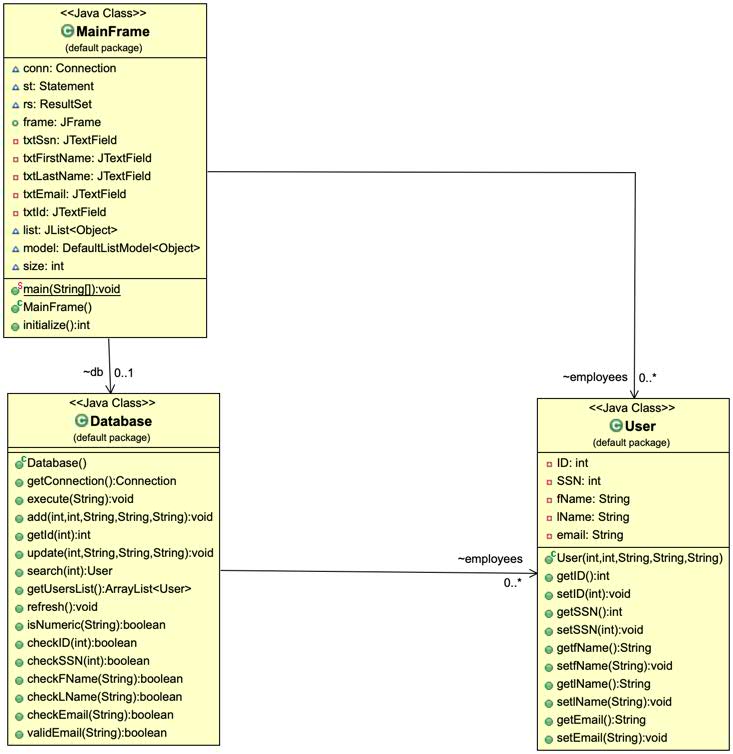 <<Java Class>>
MainFrame
(default package)
conn: Connection
st: Statement
rs: ResultSet
frame: JFrame
txtSsn: JTextField
txtFirstName: JTextField
txtLastName: JTextField
txtEmail: JTextField
txtId: JTextField
list: JList<Object>
model: DefaultListModel<Object>
size: int
main(String[]):void
MainFrame()
initialize():int
~db 0..1
~employees 0..*
<<Java Class>>
Database
(default package)
Database()
getConnection():Connection
execute(String):void
add(int,int,String,String,String):void
getId(int):int
update(int,String,String,String):void
search(int):User
getUsersList():ArrayList<User>
refresh():void
isNumeric(String):boolean
checkID(int):boolean
checkSSN(int):boolean
checkFName(String):boolean
checkLName(String):boolean
checkEmail(String):boolean
validEmail(String):boolean
~employees
0..*
<<Java Class>>
User
(default package)
ID: int
SSN: int
fName: String
lName: String
email: String
User(int,int,String,String,String)
getID():int
setID(int):void
getSSN():int
setSSN(int):void
getfName():String
setfName(String):void
getlName():String
setlName(String):void
getEmail():String
setEmail(String):void